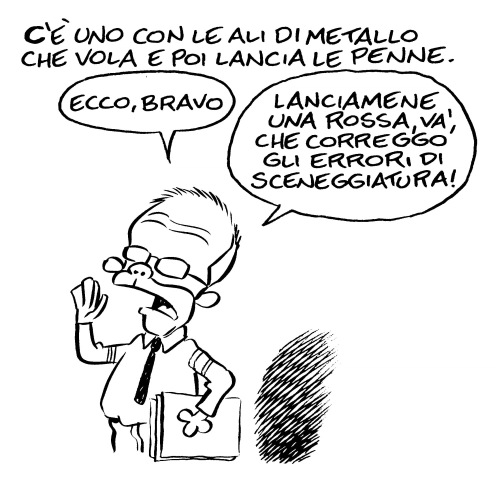 C'È UNO CON LE ALI DI METALLO
CHE VOLA E POI LANCIA LE PENNE.
ECCO, BRAVO
LANCIAMENE
UNA ROSSA, VA',
CHE CORREGGO
GLI ERRORI DI
SCENEGGIATURA!